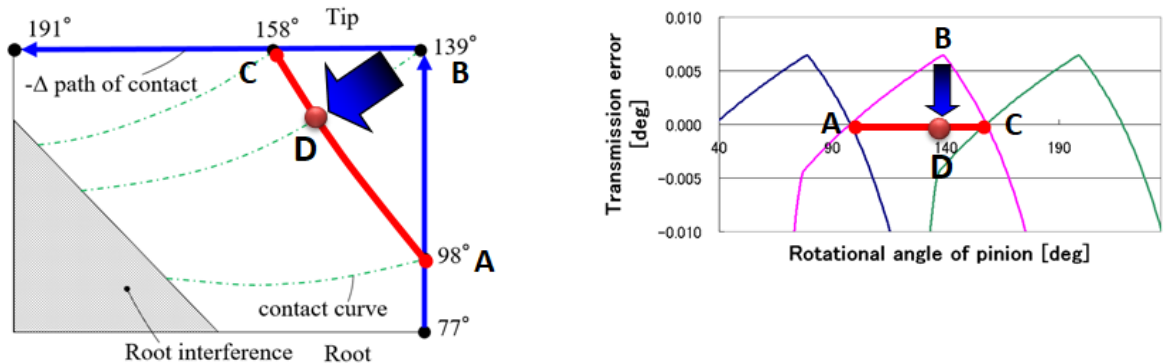 191°
158°
Tip
139°
C
B
-Δ path of contact
D
98°
A
contact curve
77°
Root interference
Root
Transmission error
[deg]
0.010
0.005
0.000
-0.005
-0.010
B
A
C
D
40
90
140
190
Rotational angle of pinion [deg]